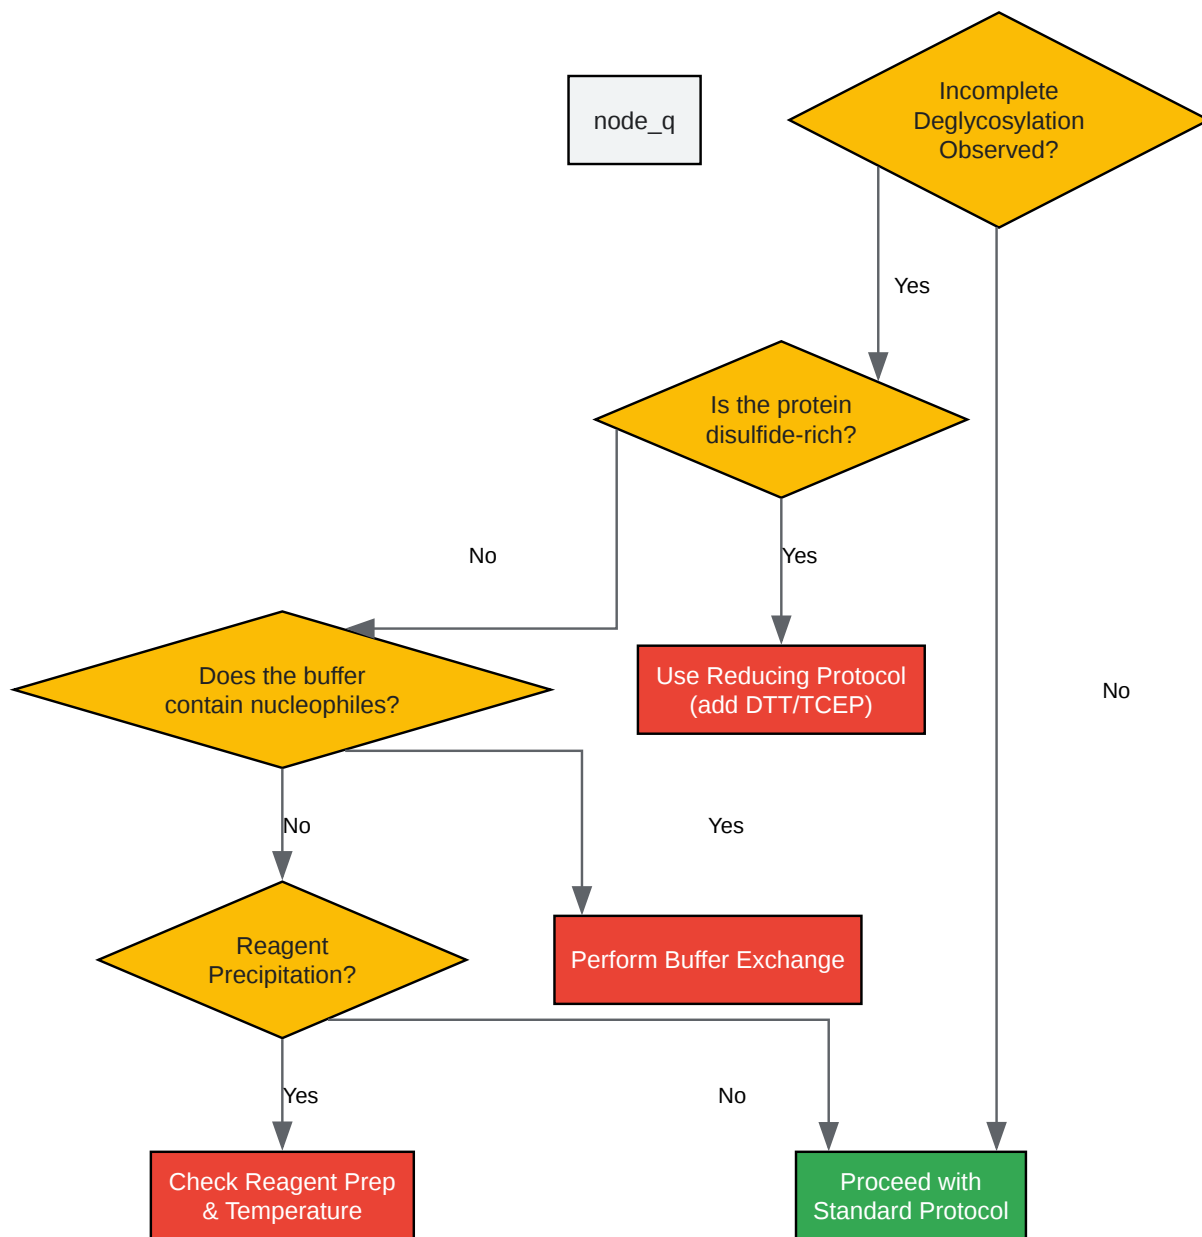 node_q
Incomplete
Deglycosylation
Observed?
Yes
Is the protein
disulfide-rich?
No
Yes
Does the buffer
contain nucleophiles?
Use Reducing Protocol
(add DTT/TCEP)
No
No
Yes
Reagent
Precipitation?
Perform Buffer Exchange
Yes
No
Check Reagent Prep
& Temperature
Proceed with
Standard Protocol